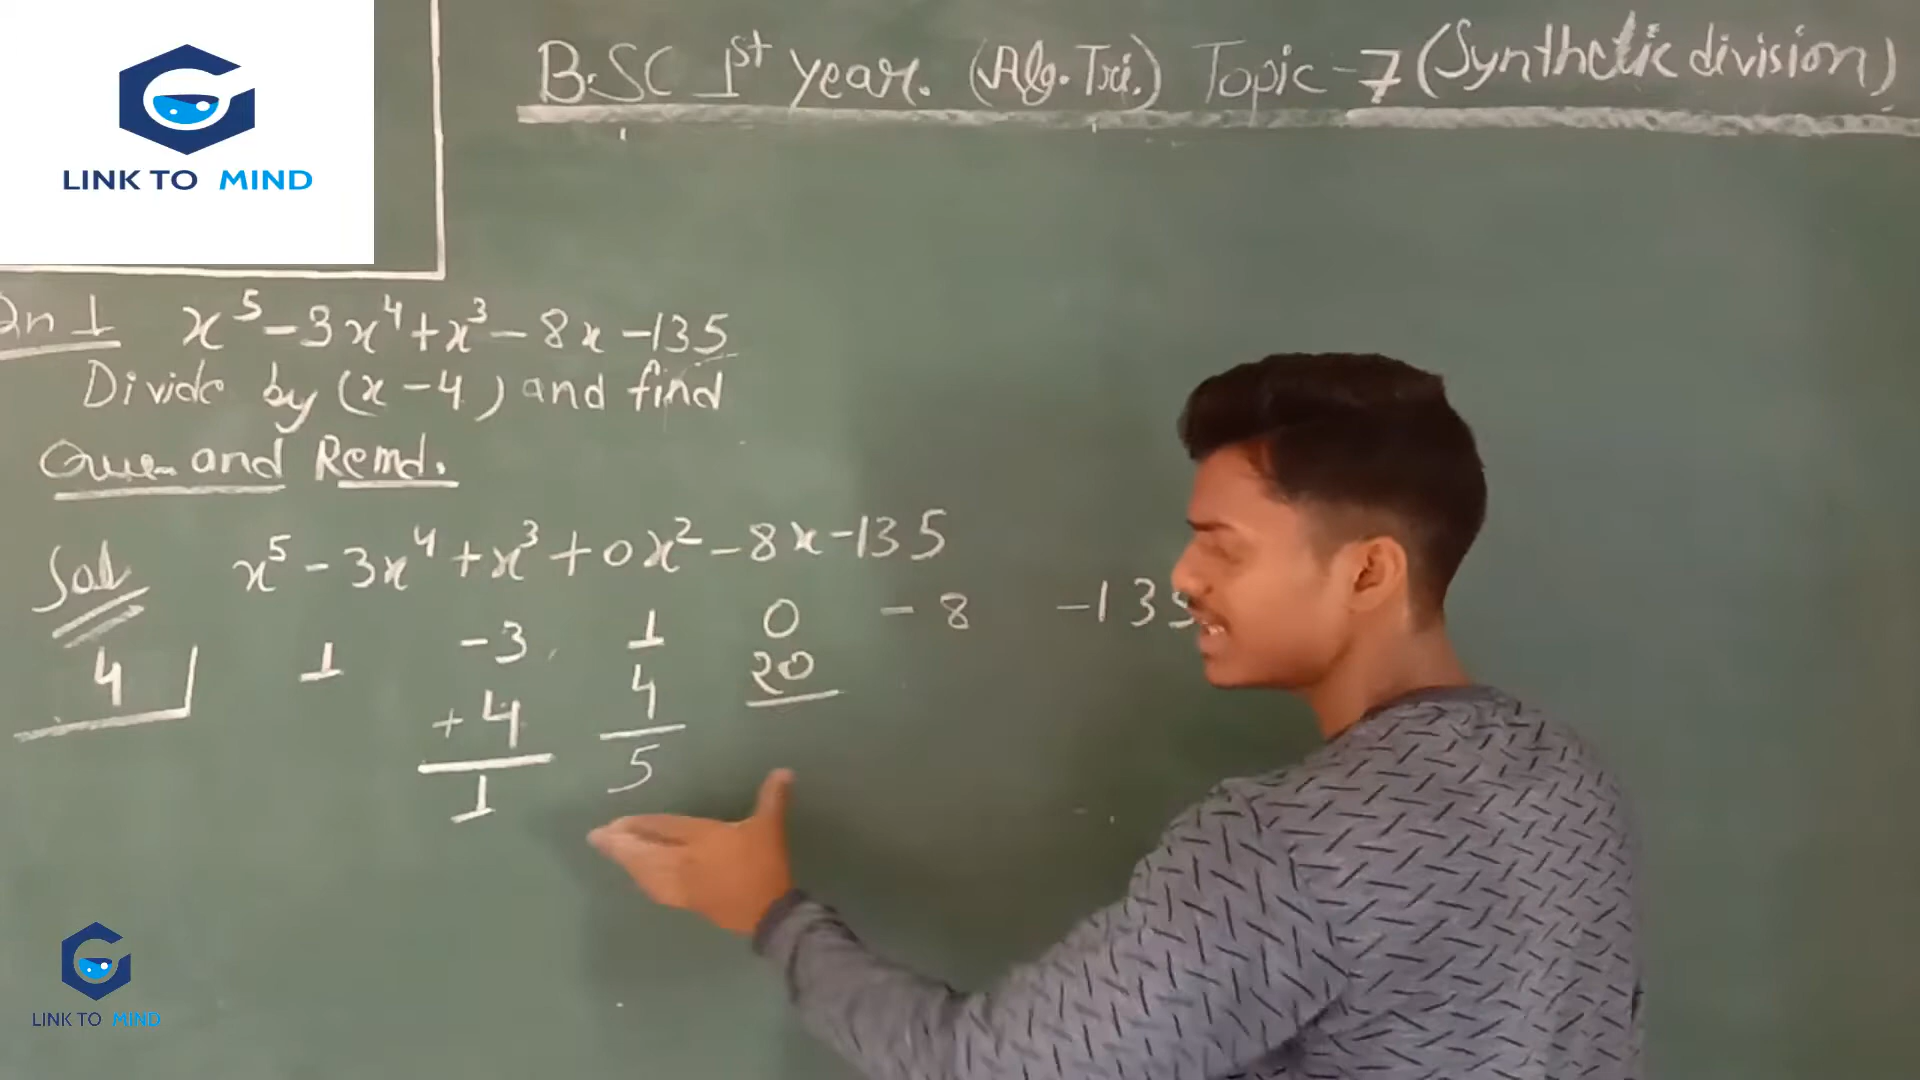 LINK TO MIND
B.SC 1st year. (Alg. Tri.) Topic - 7 (Synthetic division)
Qn 1 x⁵ - 3x⁴ + x³ - 8x - 135
Divide by (x - 4) and find
and Remd.
Sol x⁵ - 3x⁴ + x³ + 0x² - 8x - 135
4 1 -3 1 0 -8 -135
+4 4 20
1 5
LINK TO MIND